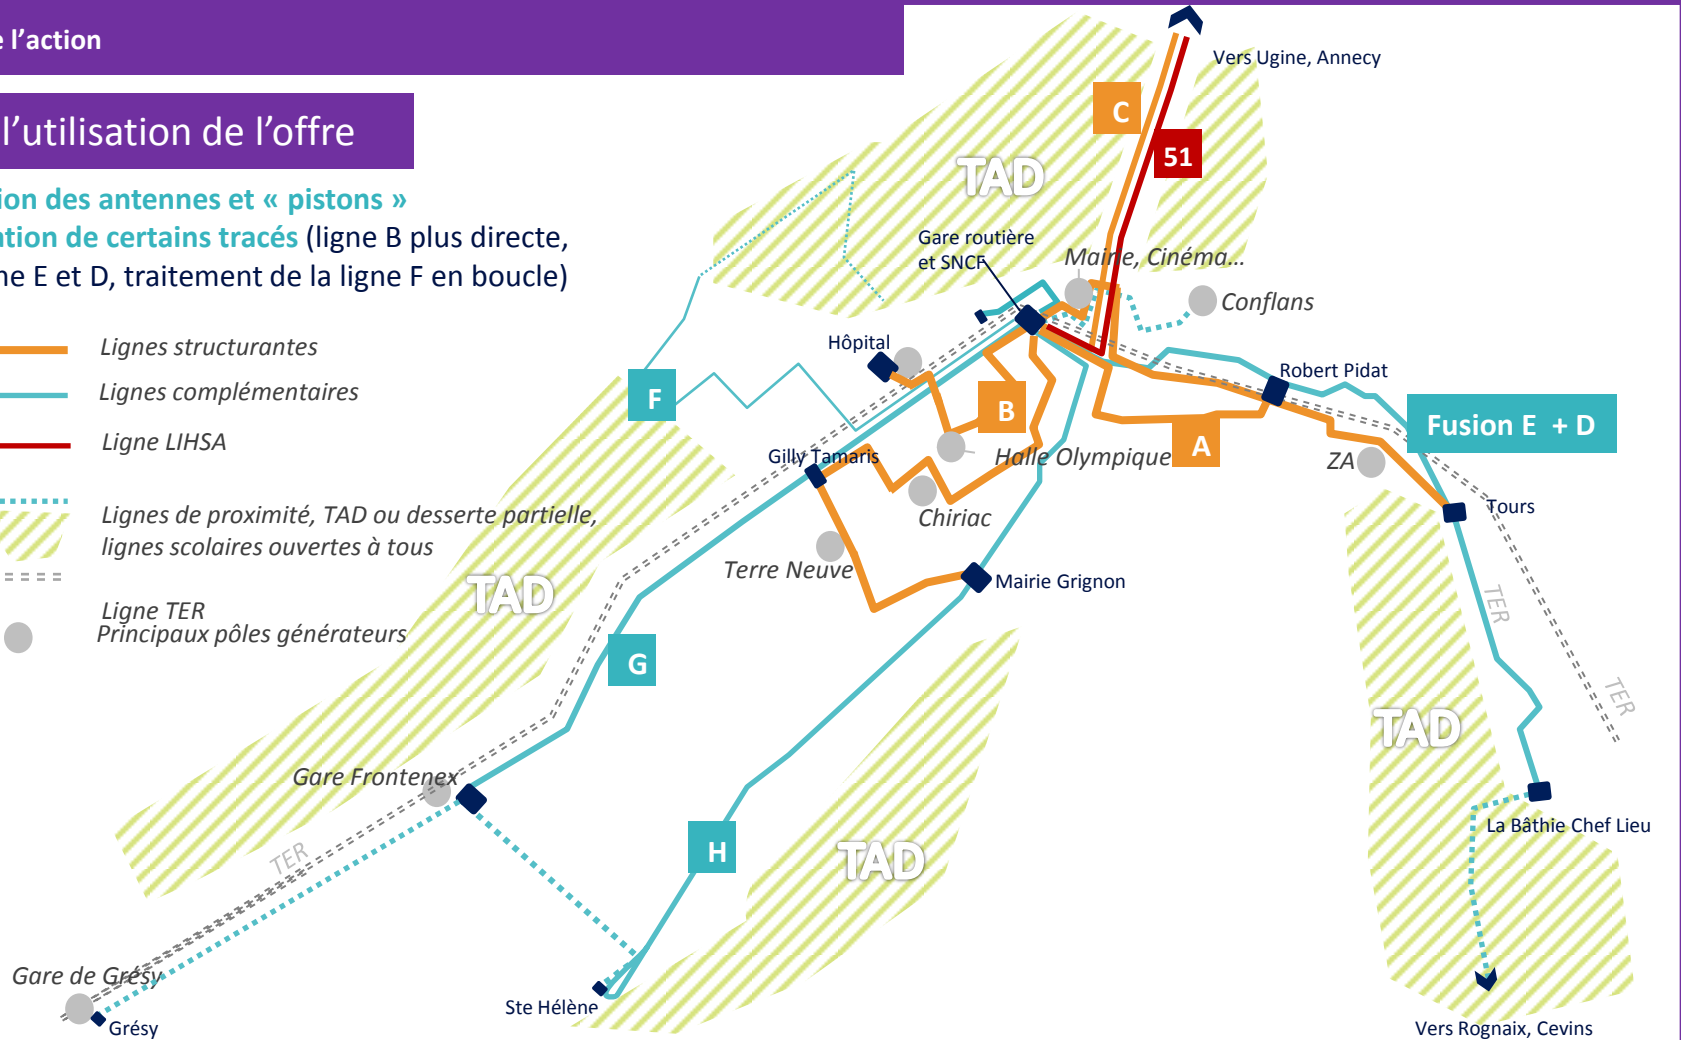 e l’action
l’utilisation de l’offre
ion des antennes et « pistons »
ation de certains tracés (ligne B plus directe,
ne E et D, traitement de la ligne F en boucle)
Lignes structurantes
Lignes complémentaires
Ligne LIHSA
Lignes de proximité, TAD ou desserte partielle,
lignes scolaires ouvertes à tous
Ligne TER
Principaux pôles générateurs
Vers Ugine, Annecy
C
51
TAD
Gare routière
et SNCF
Mairie, Cinéma…
Conflans
Hôpital
Robert Pidat
F
B
A
Fusion E + D
Gilly Tamaris
Halle Olympique
ZA
Chiriac
Tours
Terre Neuve
Mairie Grignon
TAD
TER
G
TER
TAD
Gare Frontenex
TER
H
TAD
La Bâthie Chef Lieu
Gare de Grésy
Grésy
Ste Hélène
Vers Rognaix, Cevins